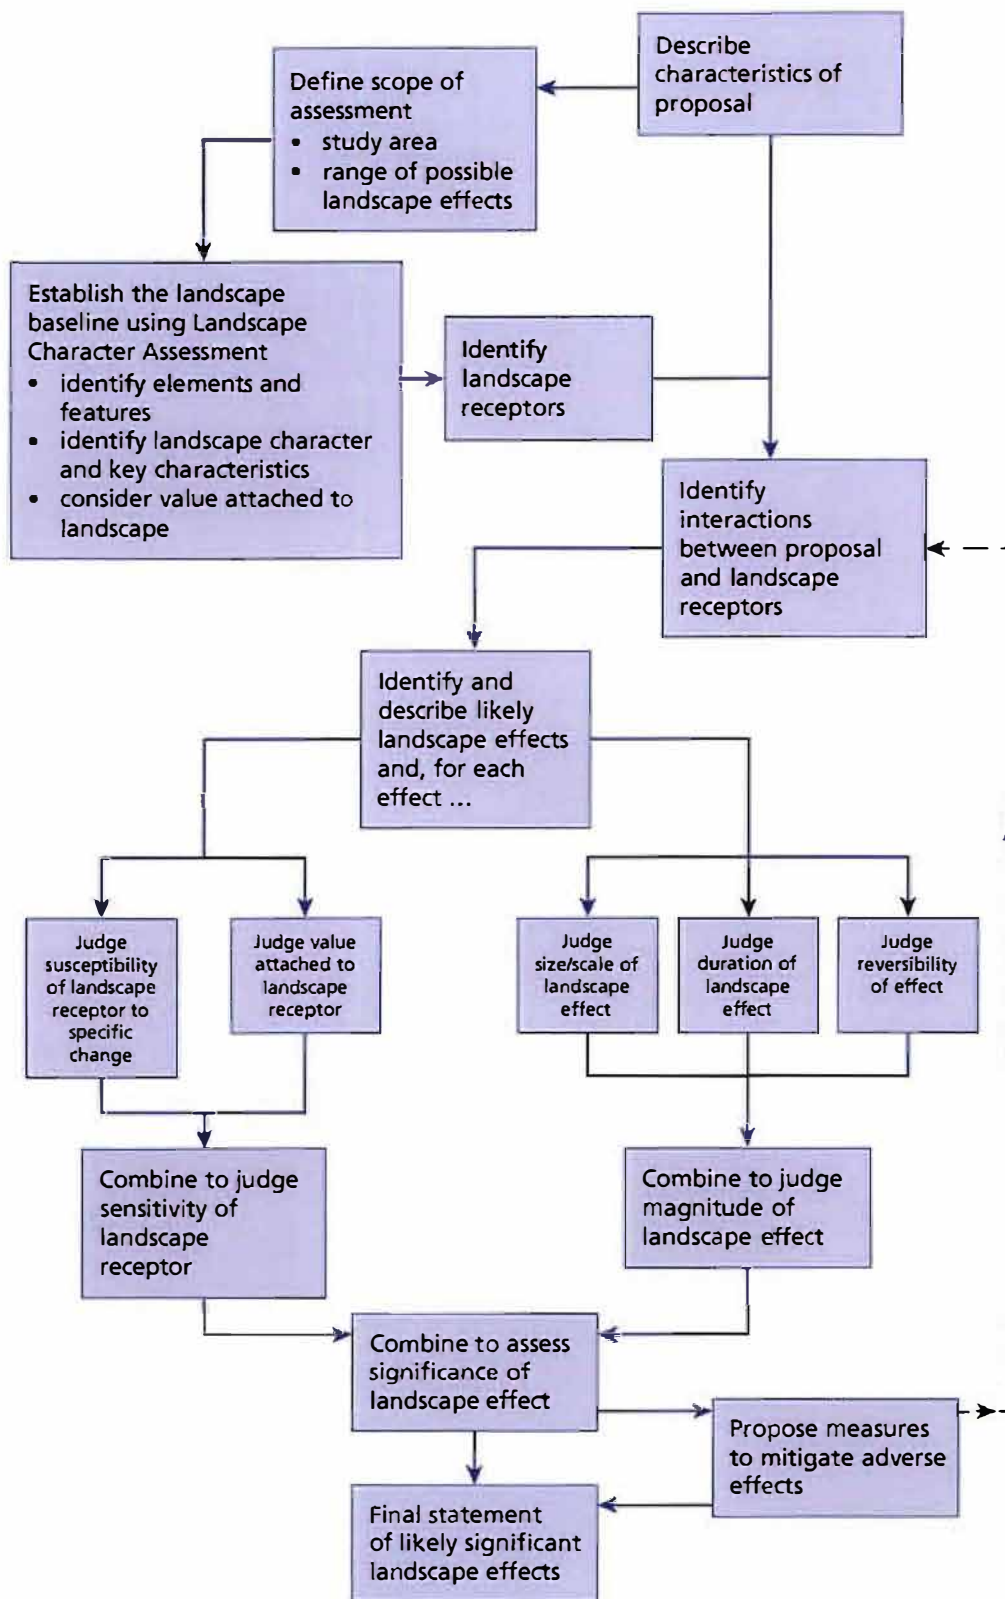 Describe
characteristics of
proposal
Define scope of
assessment
• study area
• range of possible
landscape effects
Establish the landscape
baseline using Landscape
Character Assessment
• identify elements and
features
• identify landscape character
and key characteristics
• consider value attached to
landscape
Identify
landscape
receptors
Identify
interactions
between proposal
and landscape
receptors
Identify and
describe likely
landscape effects
and, for each
effect ...
Judge
susceptibility
of landscape
receptor to
specific
change
Judge value
attached to
landscape
receptor
Judge
size/scale of
landscape
effect
Judge
duration of
landscape
effect
Judge
reversibility
of effect
Combine to judge
sensitivity of
landscape
receptor
Combine to judge
magnitude of
landscape effect
Combine to assess
significance of
landscape effect
Propose measures
to mitigate adverse
effects
Final statement
of likely significant
landscape effects